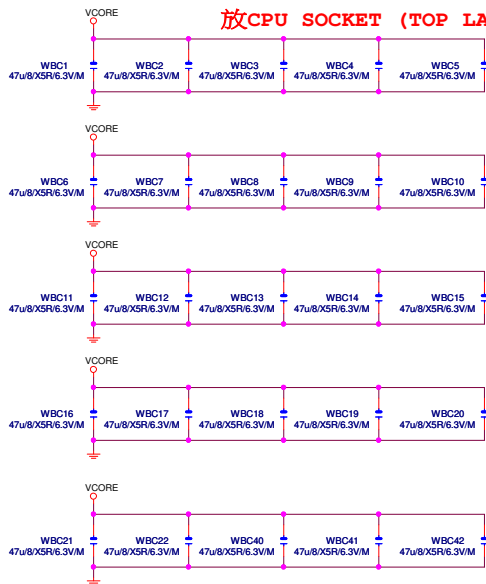 放CPU SOCKET (TOP LA
VCORE
WBC1 WBC2 WBC3 WBC4 WBC5
47u/8/X5R/6.3V/M 47u/8/X5R/6.3V/M 47u/8/X5R/6.3V/M 47u/8/X5R/6.3V/M 47u/8/X5R/6.3V/M
VCORE
WBC6 WBC7 WBC8 WBC9 WBC10
47u/8/X5R/6.3V/M 47u/8/X5R/6.3V/M 47u/8/X5R/6.3V/M 47u/8/X5R/6.3V/M 47u/8/X5R/6.3V/M
VCORE
WBC11 WBC12 WBC13 WBC14 WBC15
47u/8/X5R/6.3V/M 47u/8/X5R/6.3V/M 47u/8/X5R/6.3V/M 47u/8/X5R/6.3V/M 47u/8/X5R/6.3V/M
VCORE
WBC16 WBC17 WBC18 WBC19 WBC20
47u/8/X5R/6.3V/M 47u/8/X5R/6.3V/M 47u/8/X5R/6.3V/M 47u/8/X5R/6.3V/M 47u/8/X5R/6.3V/M
VCORE
WBC21 WBC22 WBC40 WBC41 WBC42
47u/8/X5R/6.3V/M 47u/8/X5R/6.3V/M 47u/8/X5R/6.3V/M 47u/8/X5R/6.3V/M 47u/8/X5R/6.3V/M